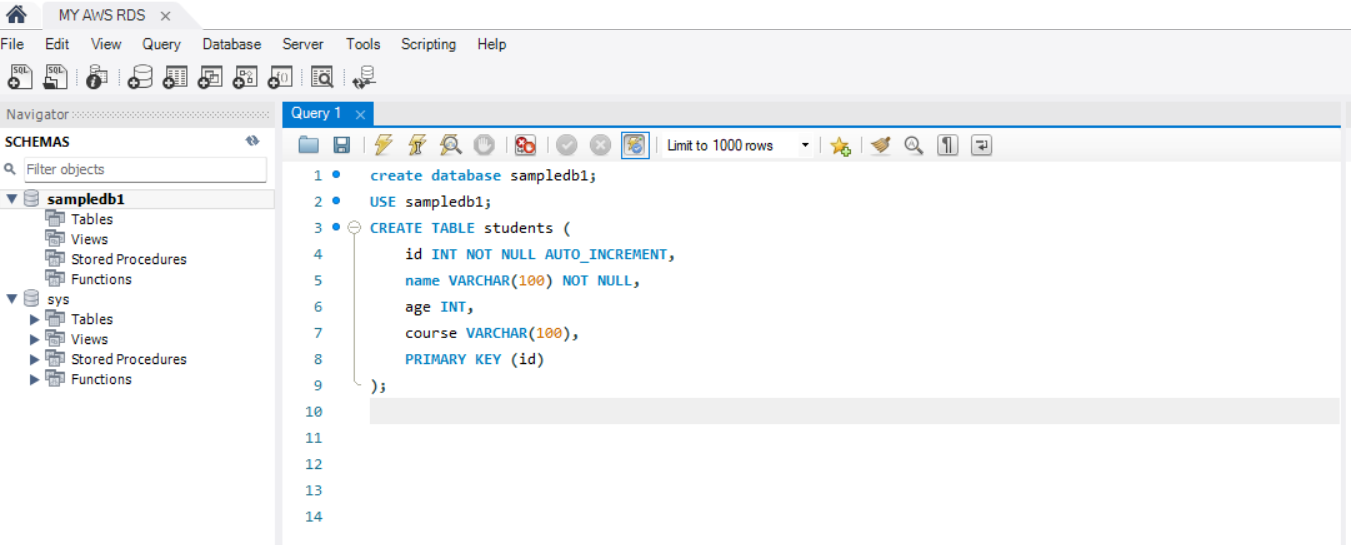 MY AWS RDS
File Edit View Query Database Server Tools Scripting Help
SQL SQL
Navigator
Query 1
SCHEMAS
Limit to 1000 rows
Filter objects
sampledb1
Tables
Views
Stored Procedures
Functions
sys
Tables
Views
Stored Procedures
Functions
1 create database sampledb1;
2 USE sampledb1;
3 CREATE TABLE students (
4 id INT NOT NULL AUTO_INCREMENT,
5 name VARCHAR(100) NOT NULL,
6 age INT,
7 course VARCHAR(100),
8 PRIMARY KEY (id)
9 );
10
11
12
13
14